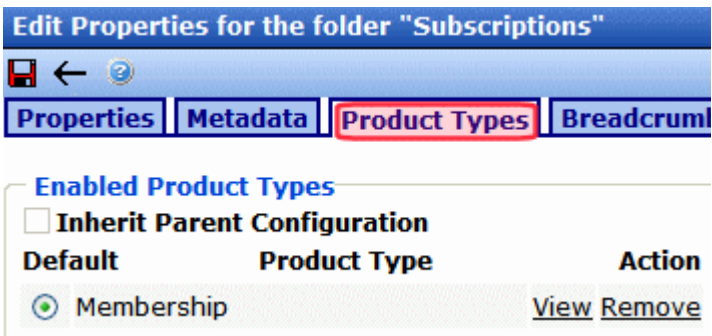 Edit Properties for the folder "Subscriptions"
Properties Metadata Product Types
Enabled Product Types
Inherit Parent Configuration
Default Product Type Action
Membership View Remove